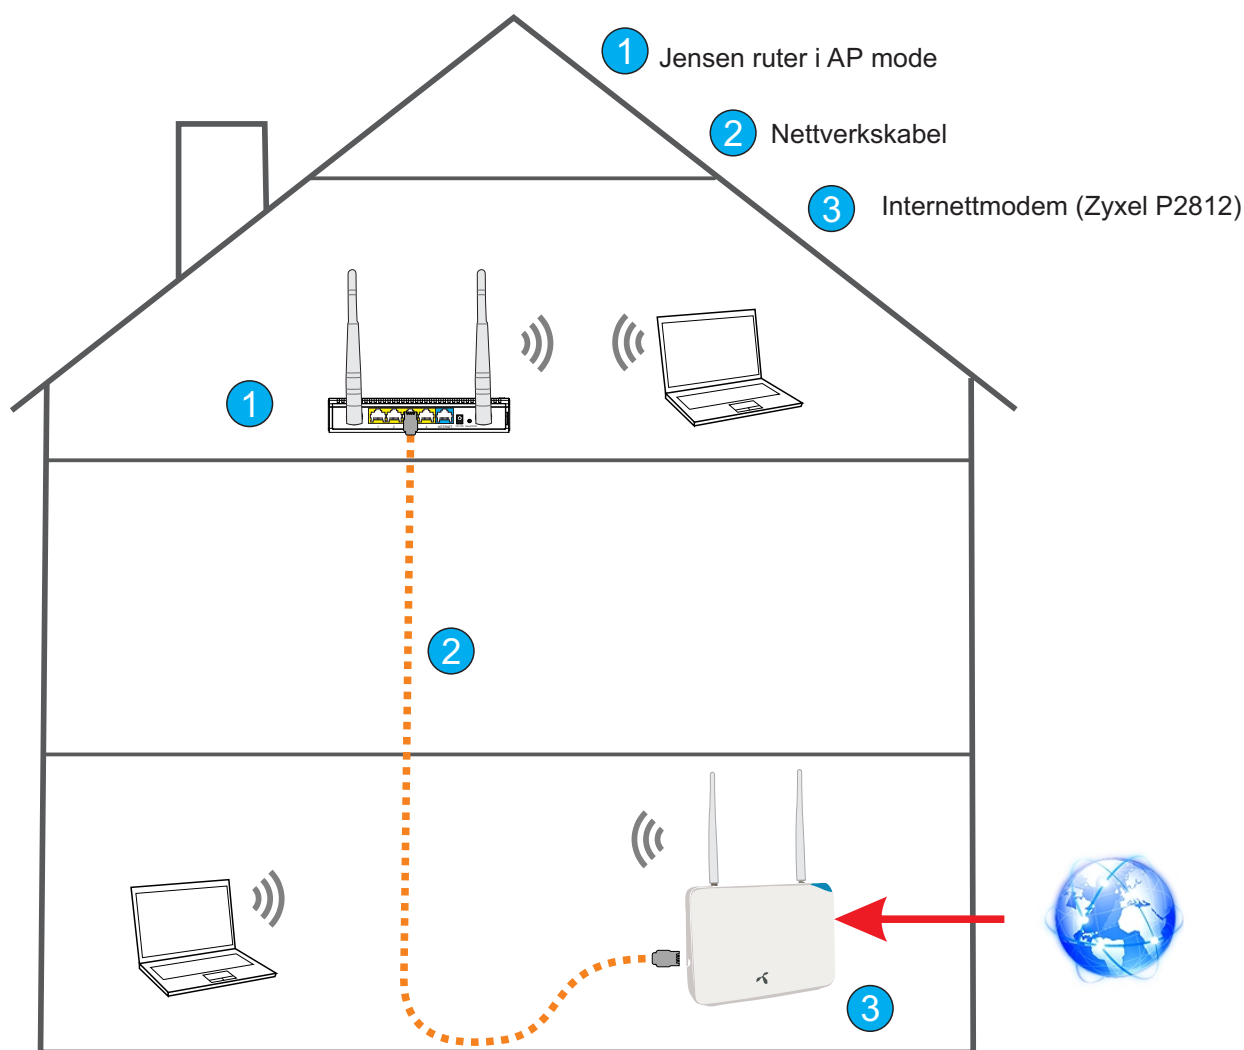 1 Jensen ruter i AP mode
2 Nettverkskabel
3 Internettmodem (Zyxel P2812)
1
2
3